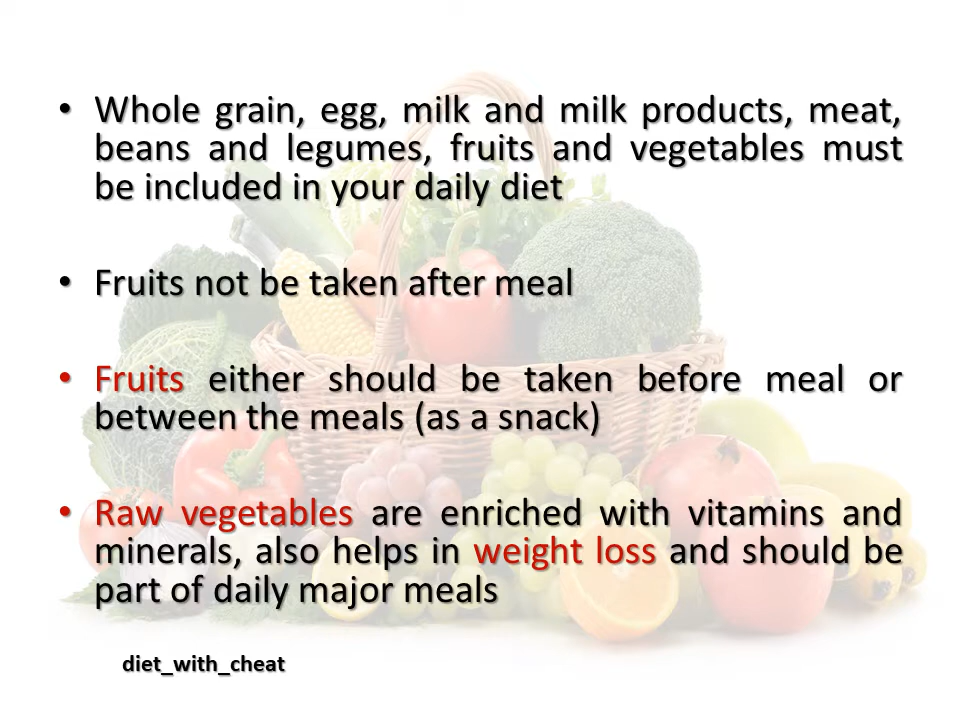 • Whole grain, egg, milk and milk products, meat,
beans and legumes, fruits and vegetables must
be included in your daily diet
• Fruits not be taken after meal
• Fruits either should be taken before meal or
between the meals (as a snack)
• Raw vegetables are enriched with vitamins and
minerals, also helps in weight loss and should be
part of daily major meals
diet_with_cheat